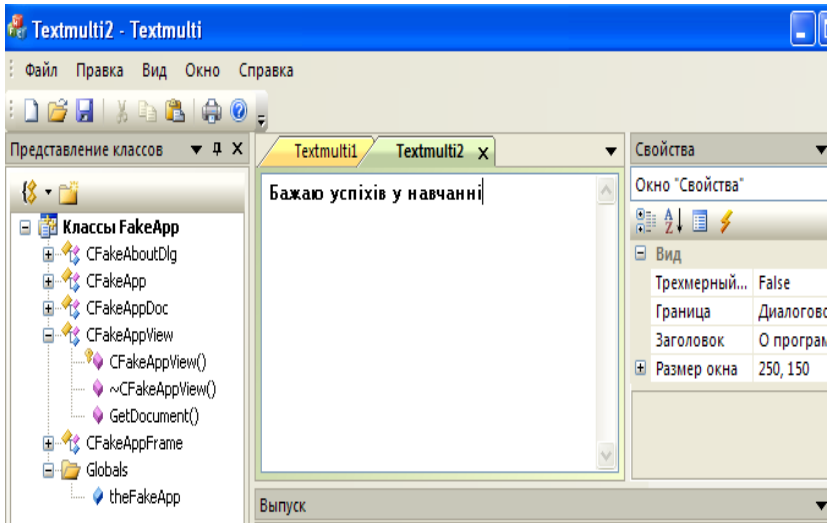 Textmulti2 - Textmulti
Файл Правка Вид Окно Справка
Представление классов
Классы FakeApp
CFakeAboutDlg
CFakeApp
CFakeAppDoc
CFakeAppView
CFakeAppView()
~CFakeAppView()
GetDocument()
CFakeAppFrame
Globals
theFakeApp
Textmulti1 Textmulti2 x
Бажаю успіхів у навчанні
Выпуск
Свойства
Окно "Свойства"
Вид
Трехмерный... False
Граница Диалогово
Заголовок О програм
Размер окна 250, 150